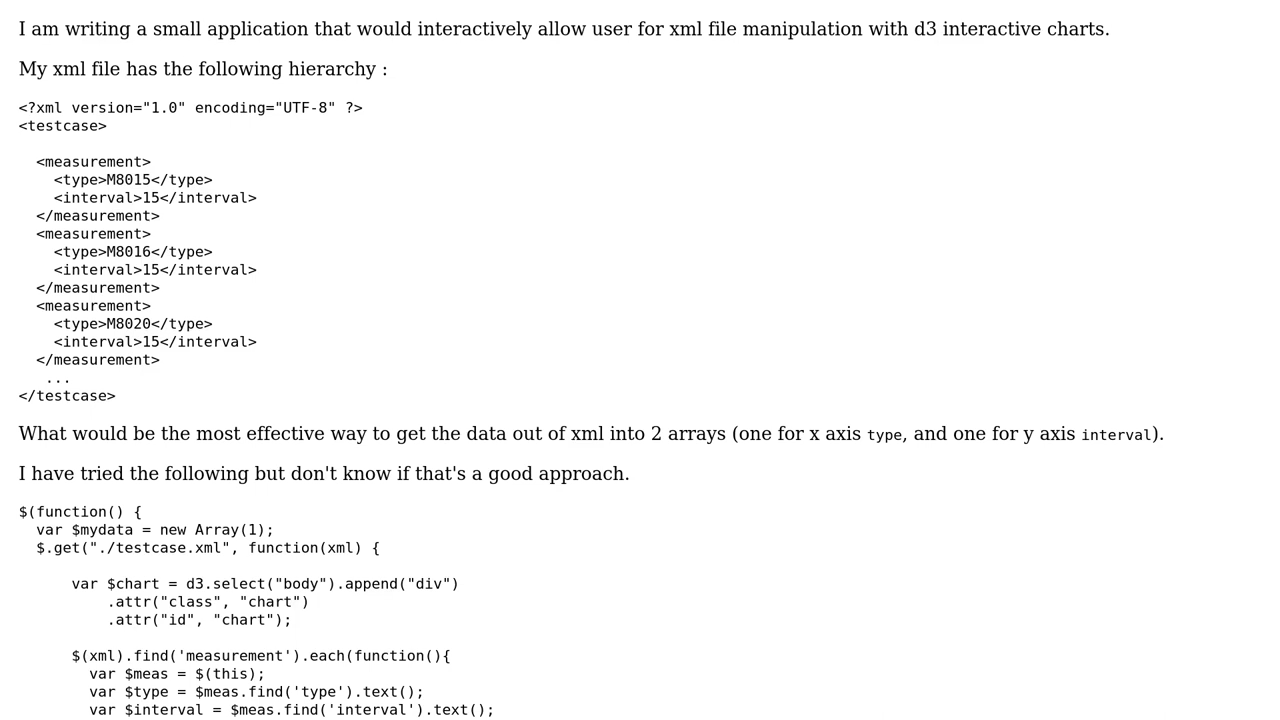 I am writing a small application that would interactively allow user for xml file manipulation with d3 interactive charts.
My xml file has the following hierarchy :
<?xml version="1.0" encoding="UTF-8" ?>
<testcase>
  <measurement>
    <type>M8015</type>
    <interval>15</interval>
  </measurement>
  <measurement>
    <type>M8016</type>
    <interval>15</interval>
  </measurement>
  <measurement>
    <type>M8020</type>
    <interval>15</interval>
  </measurement>
   ...
</testcase>
What would be the most effective way to get the data out of xml into 2 arrays (one for x axis type, and one for y axis interval).
I have tried the following but don't know if that's a good approach.
$(function() {
  var $mydata = new Array(1);
  $.get("./testcase.xml", function(xml) {
      var $chart = d3.select("body").append("div")
          .attr("class", "chart")
          .attr("id", "chart");
      $(xml).find('measurement').each(function(){
        var $meas = $(this);
        var $type = $meas.find('type').text();
        var $interval = $meas.find('interval').text();